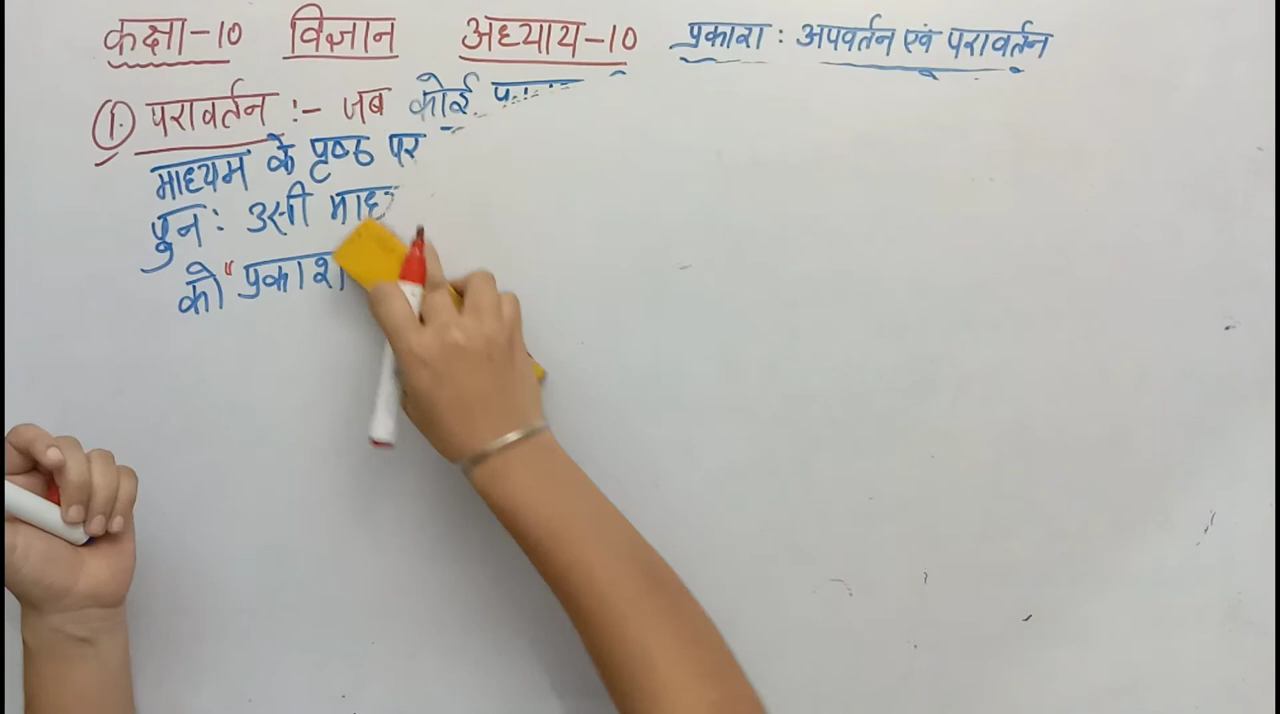 कक्षा-10 विज्ञान अध्याय-10 प्रकाश : अपवर्तन एवं परावर्तन
①. परावर्तन :- जब कोई
माध्यम के पृष्ठ पर
पुनः उसी
को "प्रकाश